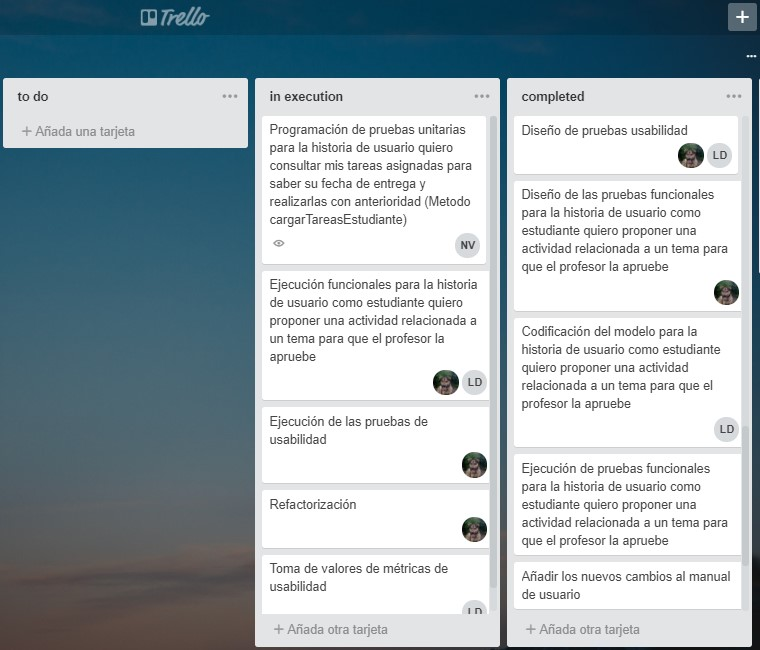 Trello
to do
+ Añada una tarjeta
in execution
Programación de pruebas unitarias
para la historia de usuario quiero
consultar mis tareas asignadas para
saber su fecha de entrega y
realizarlas con anterioridad (Metodo
cargarTareasEstudiante)
NV
Ejecución funcionales para la historia
de usuario como estudiante quiero
proponer una actividad relacionada a
un tema para que el profesor la
apruebe
LD
Ejecución de las pruebas de
usabilidad
Refactorización
Toma de valores de métricas de
usabilidad
LD
+ Añada otra tarjeta
completed
Diseño de pruebas usabilidad
LD
Diseño de las pruebas funcionales
para la historia de usuario como
estudiante quiero proponer una
actividad relacionada a un tema para
que el profesor la apruebe
Codificación del modelo para la
historia de usuario como estudiante
quiero proponer una actividad
relacionada a un tema para que el
profesor la apruebe
LD
Ejecución de pruebas funcionales
para la historia de usuario como
estudiante quiero proponer una
actividad relacionada a un tema para
que el profesor la apruebe
Añadir los nuevos cambios al manual
de usuario
+ Añada otra tarjeta